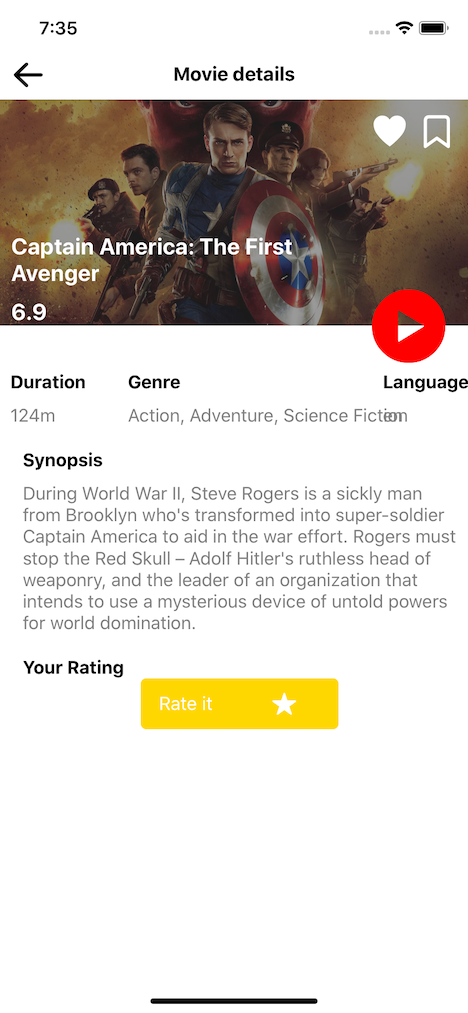 7:35
Movie details
Captain America: The First
Avenger
6.9
Duration Genre Language
124m Action, Adventure, Science Fiction en
Synopsis
During World War II, Steve Rogers is a sickly man
from Brooklyn who's transformed into super-soldier
Captain America to aid in the war effort. Rogers must
stop the Red Skull – Adolf Hitler's ruthless head of
weaponry, and the leader of an organization that
intends to use a mysterious device of untold powers
for world domination.
Your Rating
Rate it